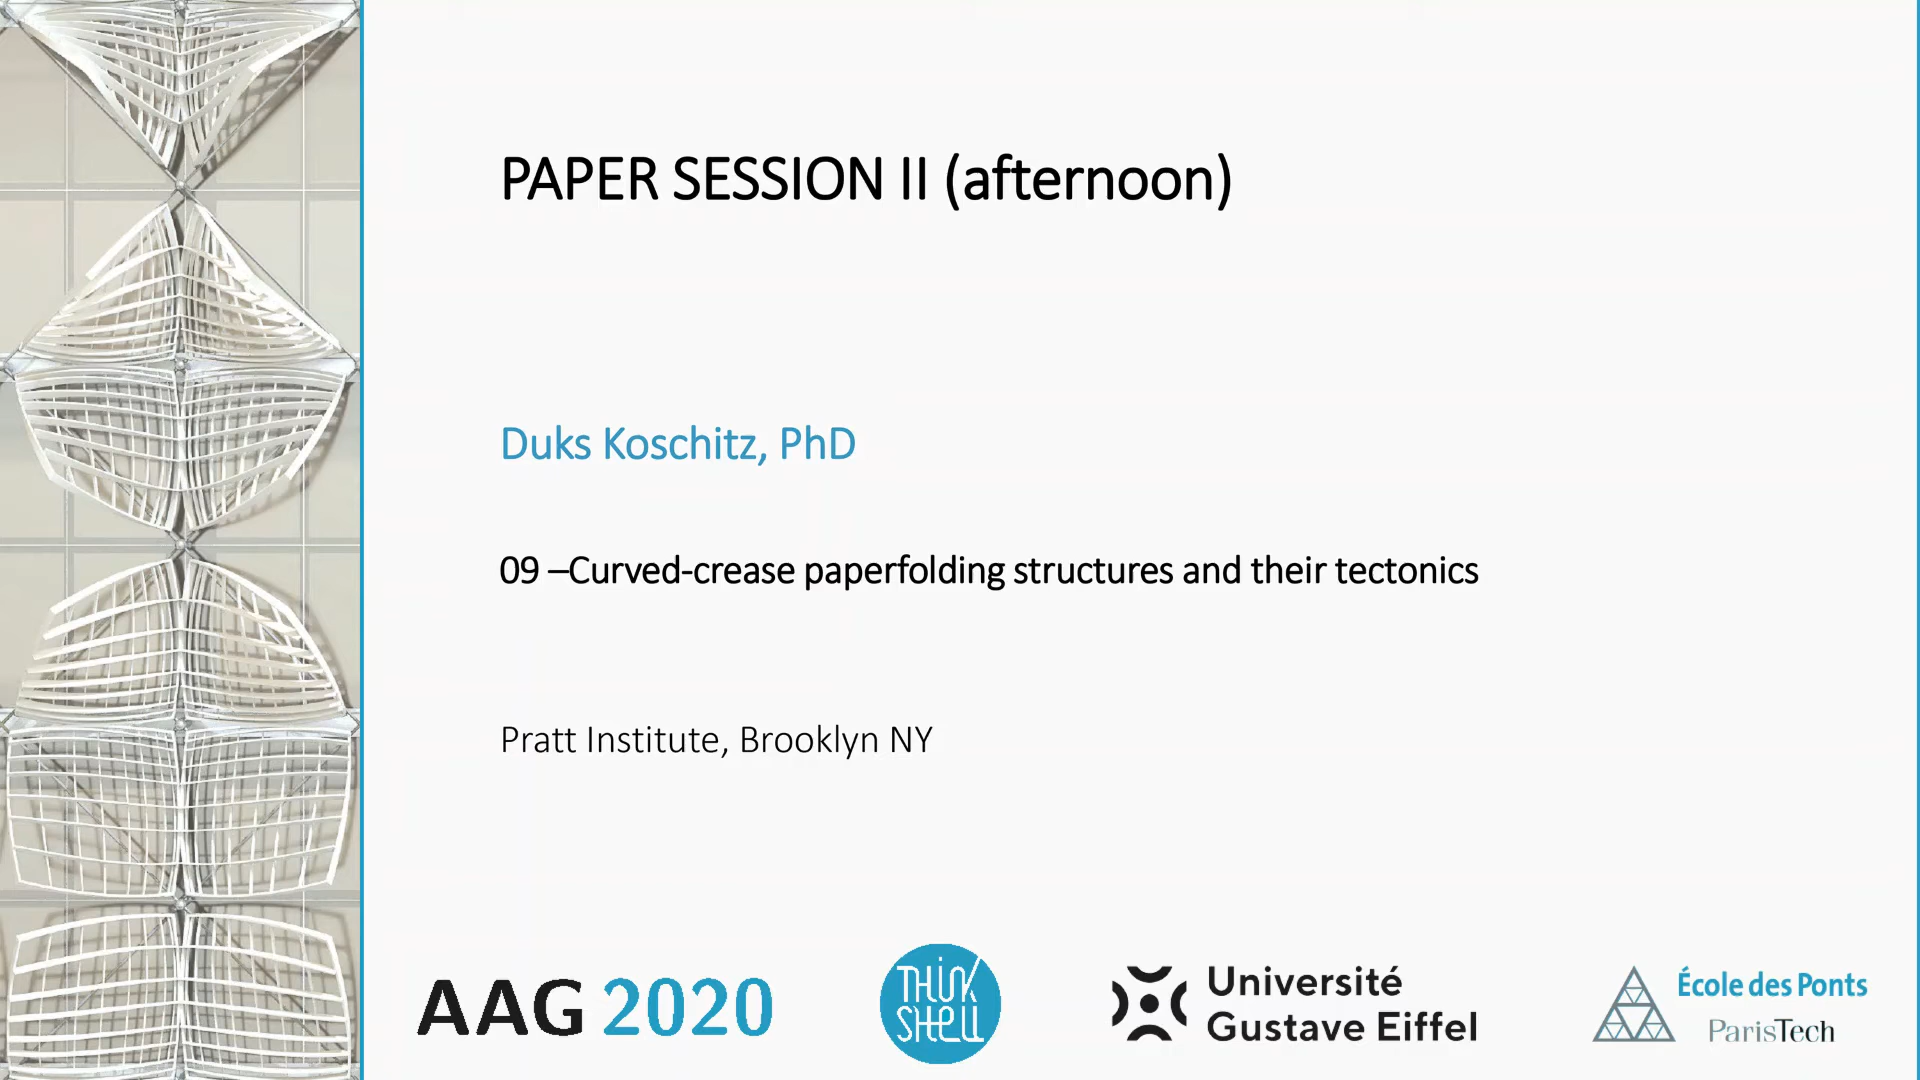 PAPER SESSION II (afternoon)
Duks Koschitz, PhD
09 –Curved-crease paperfolding structures and their tectonics
Pratt Institute, Brooklyn NY
AAG 2020
THINK
SHELL
Université
Gustave Eiffel
École des Ponts
ParisTech